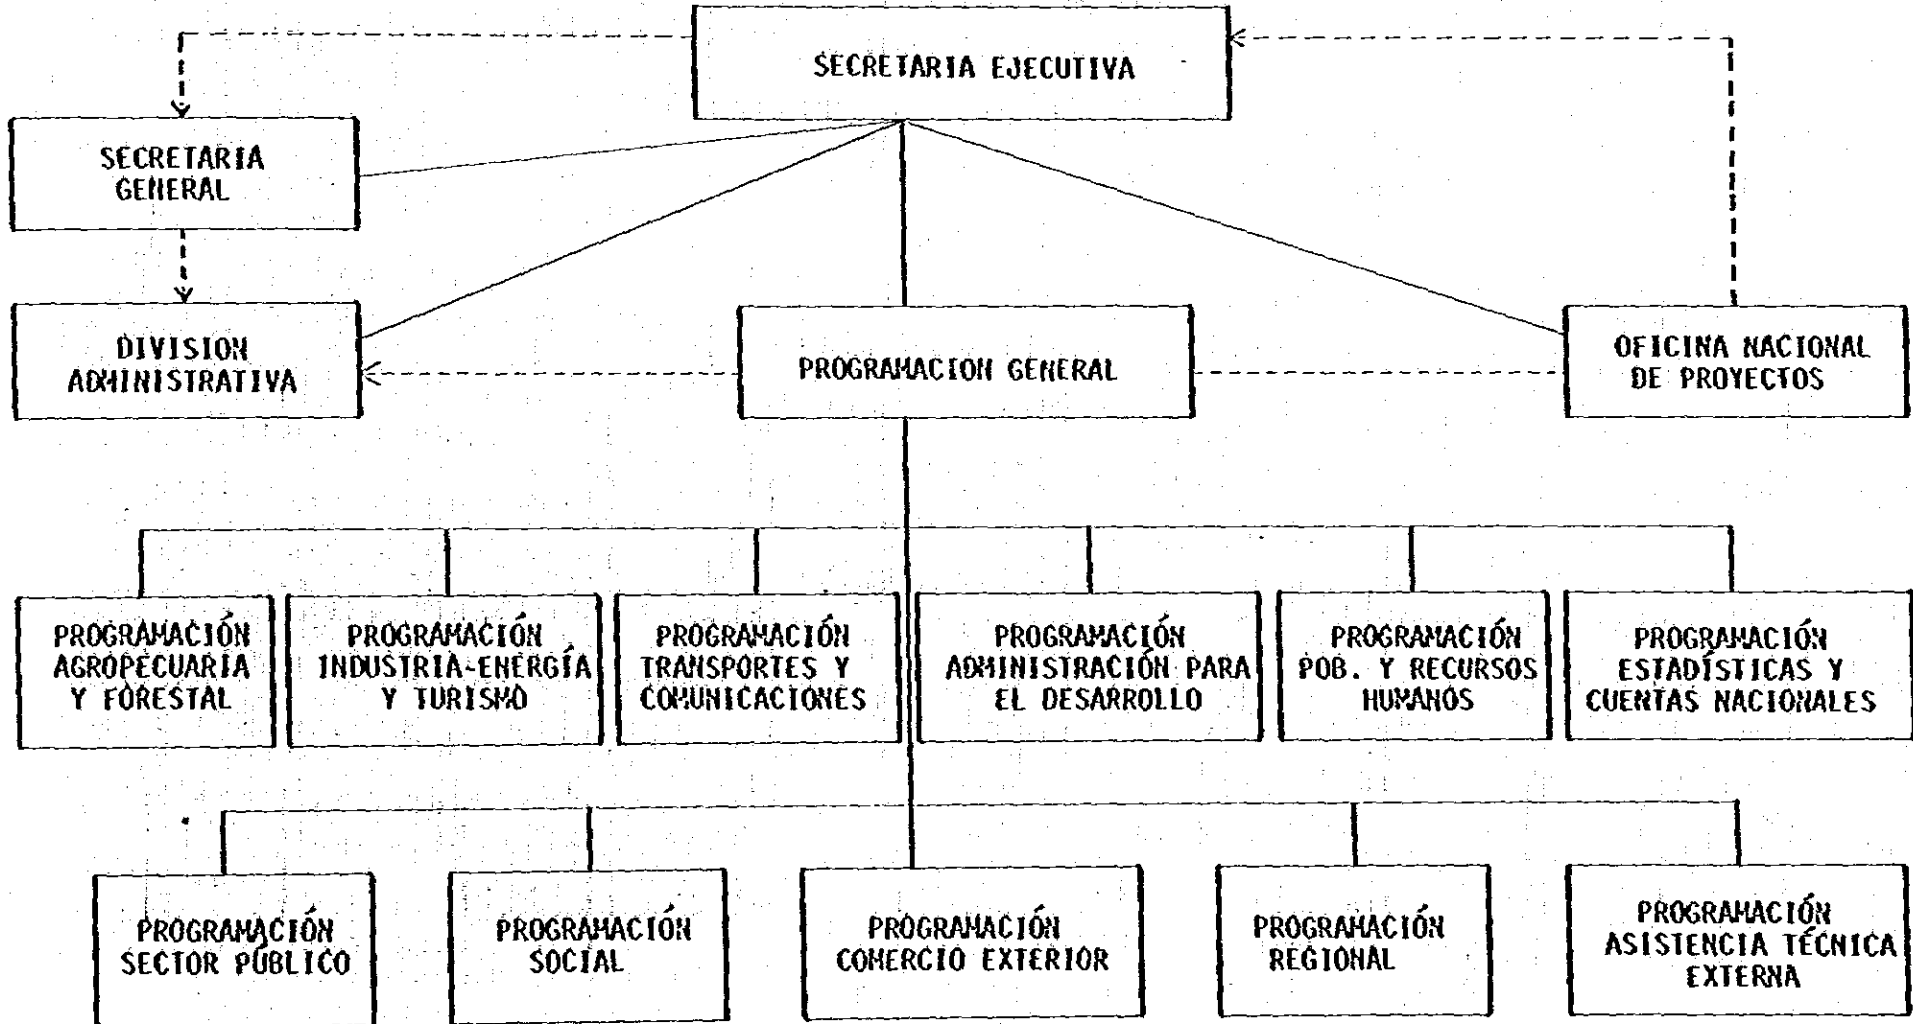 SECRETARIA EJECUTIVA
SECRETARIA
GENERAL
DIVISION
ADMINISTRATIVA
PROGRAMACION GENERAL
OFICINA NACIONAL
DE PROYECTOS
PROGRAMACIÓN
AGROPECUARIA
Y FORESTAL
PROGRAMACIÓN
INDUSTRIA-ENERGÍA
Y TURISMO
PROGRAMACIÓN
TRANSPORTES Y
COMUNICACIONES
PROGRAMACIÓN
ADMINISTRACIÓN PARA
EL DESARROLLO
PROGRAMACIÓN
POB. Y RECURSOS
HUMANOS
PROGRAMACIÓN
ESTADÍSTICAS Y
CUENTAS NACIONALES
PROGRAMACIÓN
SECTOR PÚBLICO
PROGRAMACIÓN
SOCIAL
PROGRAMACIÓN
COMERCIO EXTERIOR
PROGRAMACIÓN
REGIONAL
PROGRAMACIÓN
ASISTENCIA TÉCNICA
EXTERNA